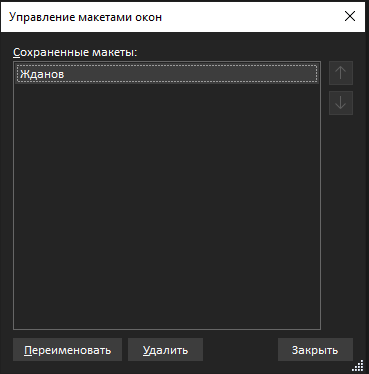 Управление макетами окон
Сохраненные макеты:
Жданов
Переименовать Удалить Закрыть